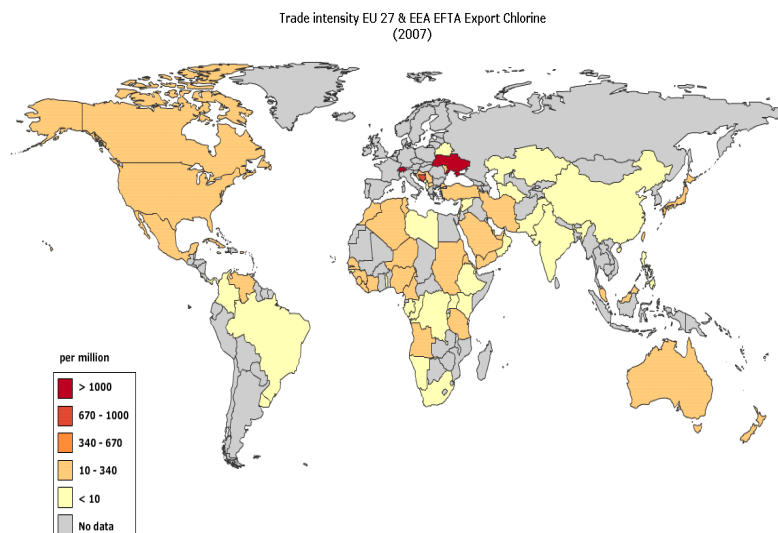 Trade intensity EU 27 & EEA EFTA Export Chlorine
(2007)
per million
> 1000
670 - 1000
340 - 670
10 - 340
< 10
No data